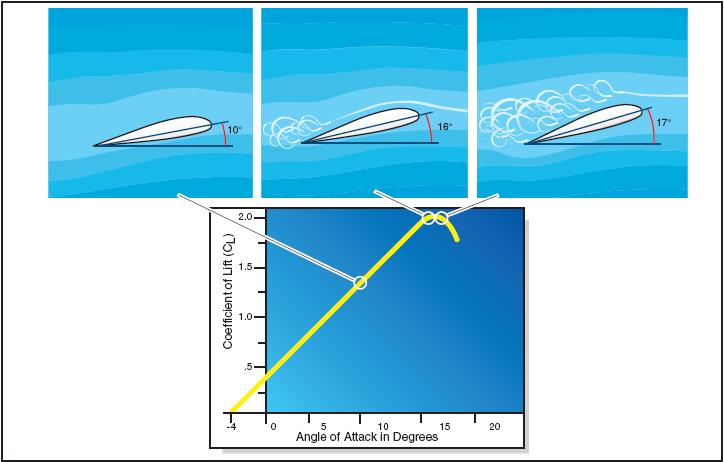 10°
16°
17°
Coefficient of Lift (CL)
2.0
1.5
1.0
.5
-4 0 5 10 15 20
Angle of Attack in Degrees